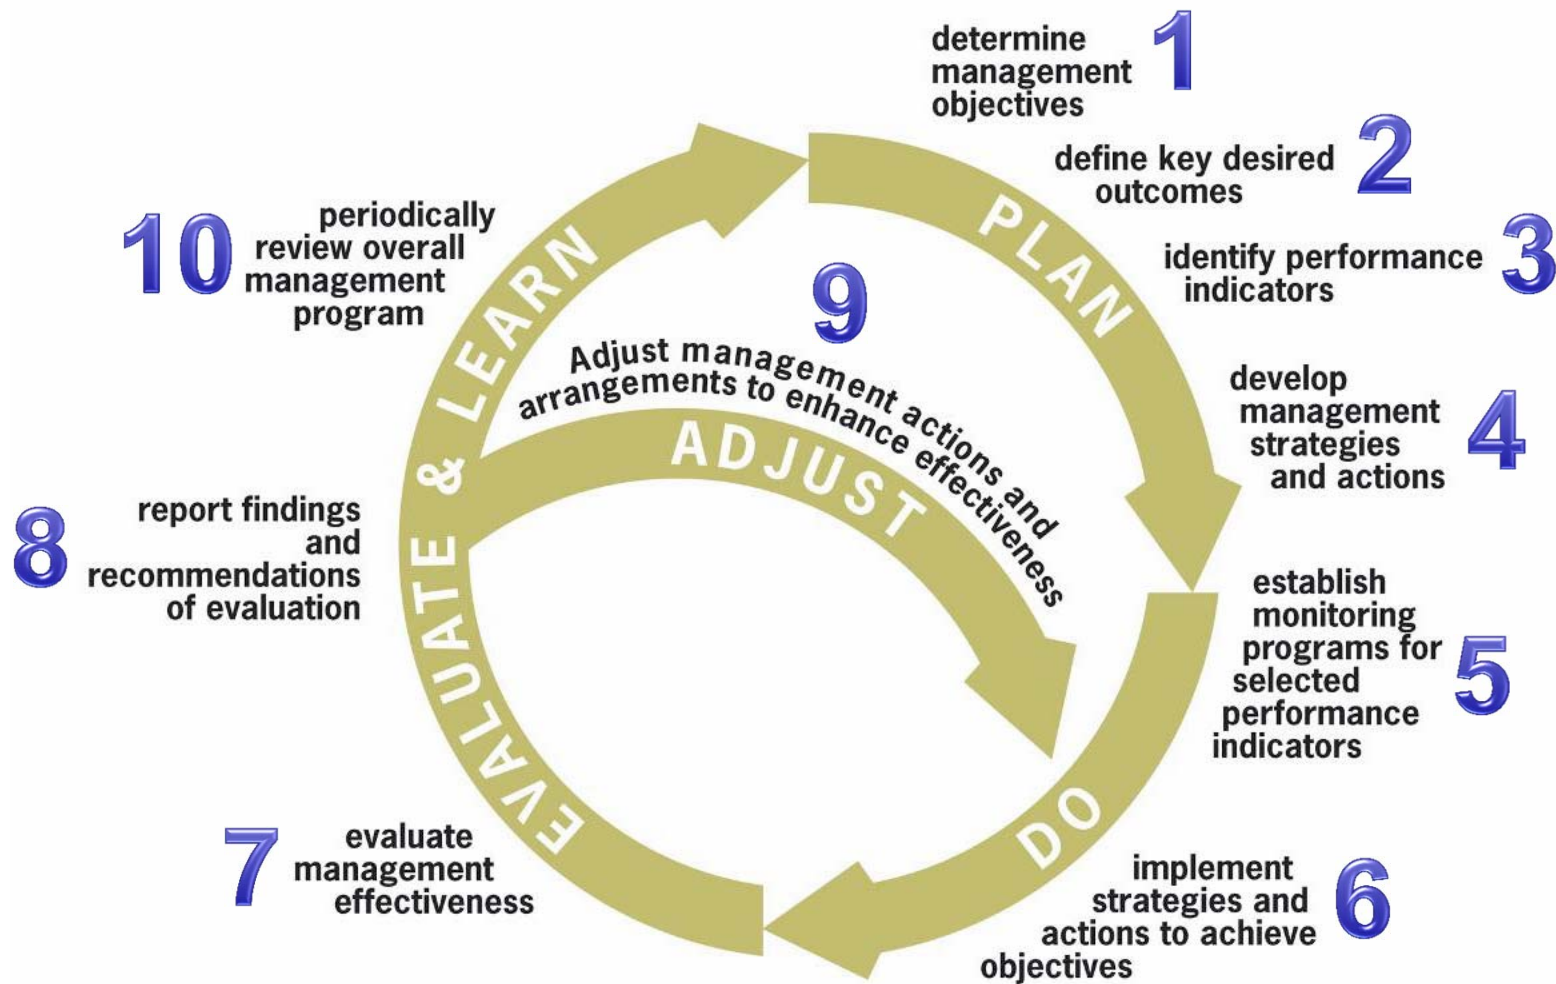 determine
management
objectives
1
define key desired
outcomes
2
identify performance
indicators
3
develop
management
strategies
and actions
4
establish
monitoring
programs for
selected
performance
indicators
5
implement
strategies and
actions to achieve
objectives
6
evaluate
management
effectiveness
7
report findings
and
recommendations
of evaluation
8
9
Adjust management actions and
arrangements to enhance effectiveness
10
periodically
review overall
management
program
PLAN
DO
EVALUATE & LEARN
ADJUST